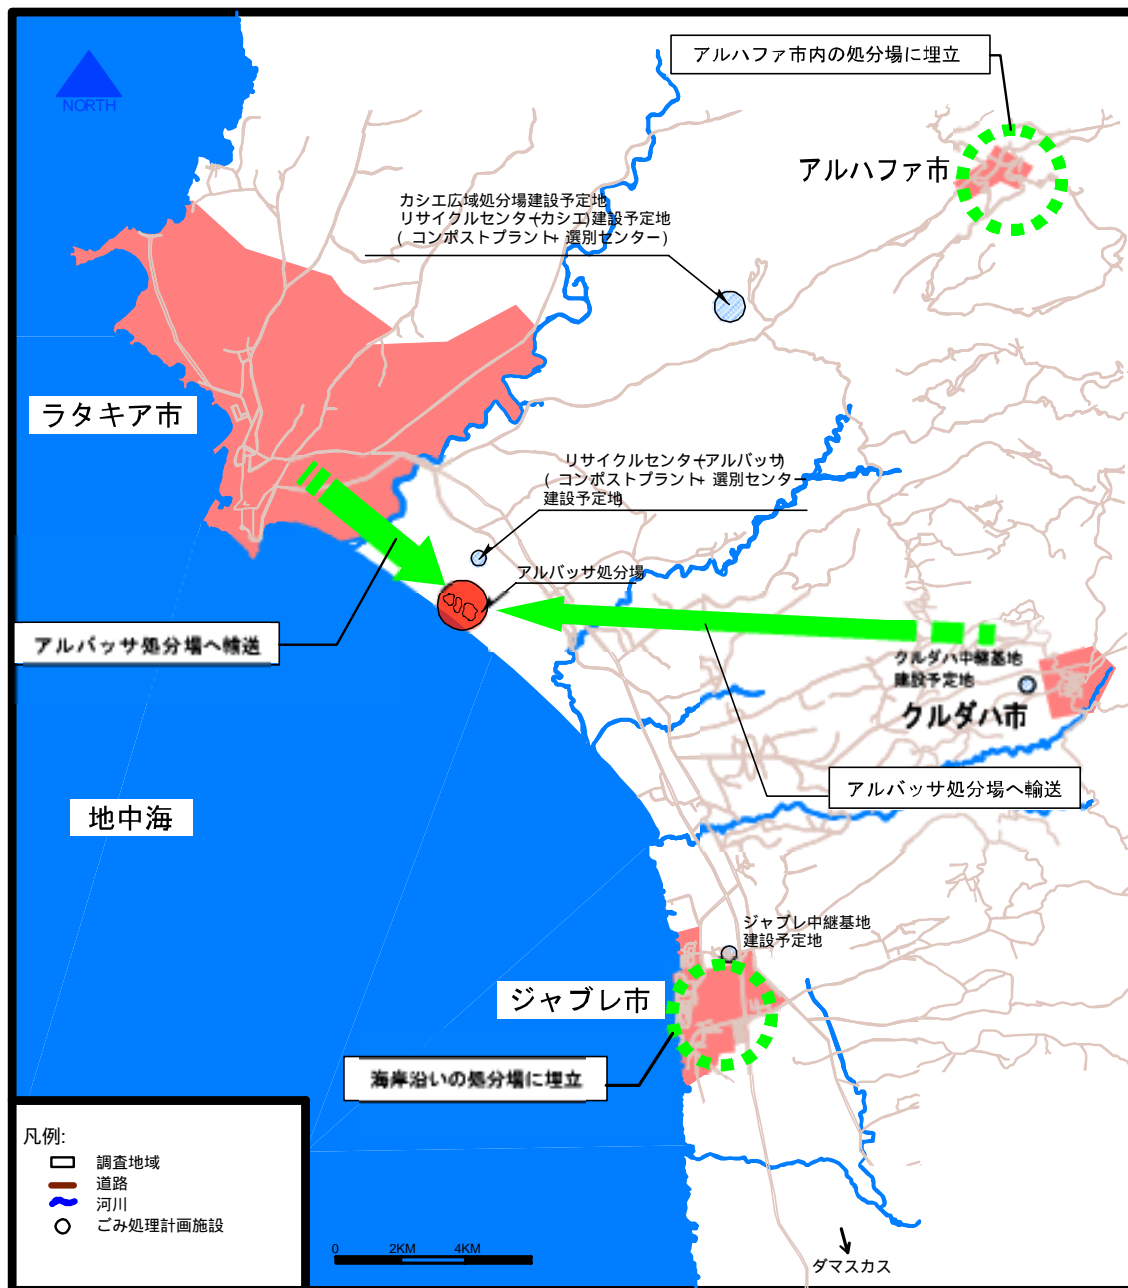 NORTH
アルハファ市内の処分場に埋立
アルハファ市
カシエ広域処分場建設予定地
リサイクルセンター(カシエ)建設予定地
( コンポストプラント+ 選別センター)
ラタキア市
リサイクルセンター(アルバッサ)
( コンポストプラント+ 選別センター
建設予定地)
アルバッサ処分場
アルバッサ処分場へ輸送
クルダハ中継基地
建設予定地
クルダハ市
アルバッサ処分場へ輸送
地中海
ジャブレ中継基地
建設予定地
ジャブレ市
海岸沿いの処分場に埋立
凡例:
調査地域
道路
河川
ごみ処理計画施設
0 2KM 4KM
ダマスカス